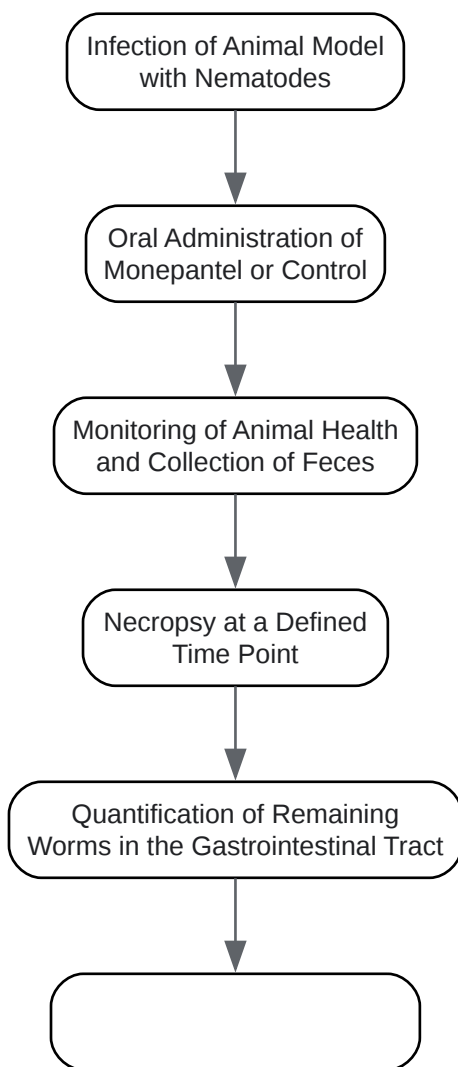 Infection of Animal Model
with Nematodes
Oral Administration of
Monepantel or Control
Monitoring of Animal Health
and Collection of Feces
Necropsy at a Defined
Time Point
Quantification of Remaining
Worms in the Gastrointestinal Tract